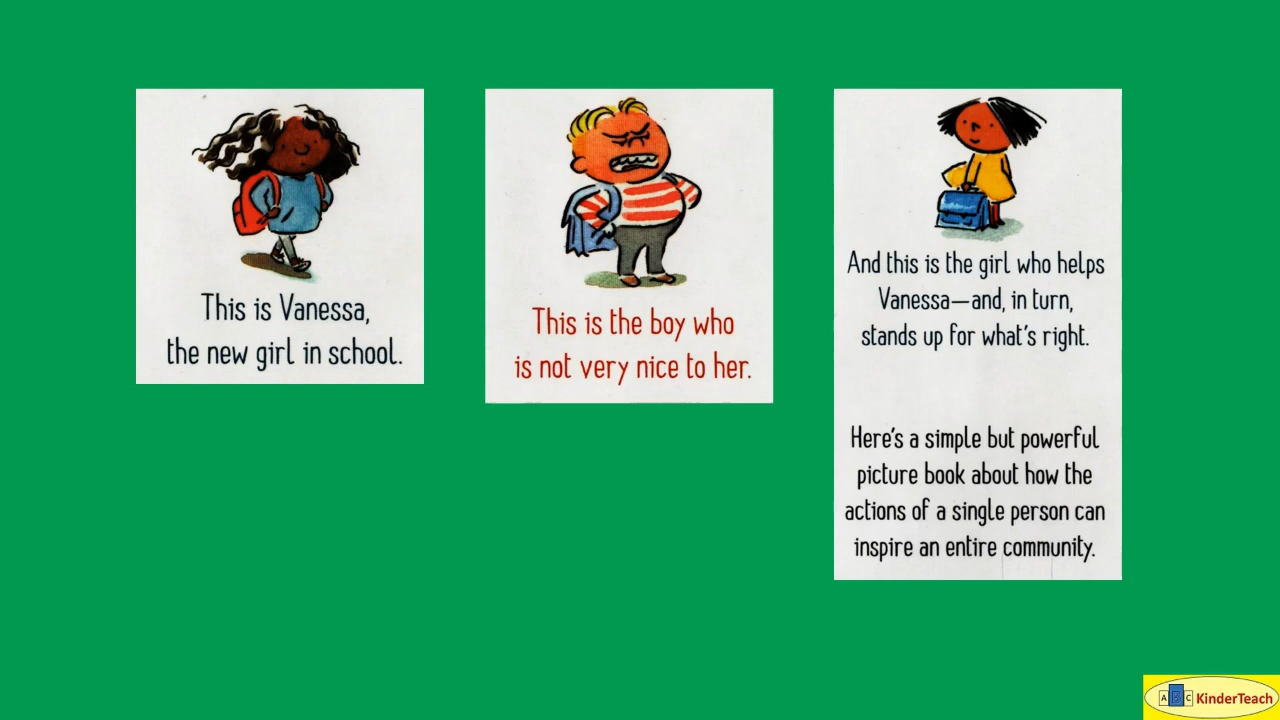 This is Vanessa,
the new girl in school.
This is the boy who
is not very nice to her.
And this is the girl who helps
Vanessa—and, in turn,
stands up for what's right.
Here's a simple but powerful
picture book about how the
actions of a single person can
inspire an entire community.
A B C KinderTeach